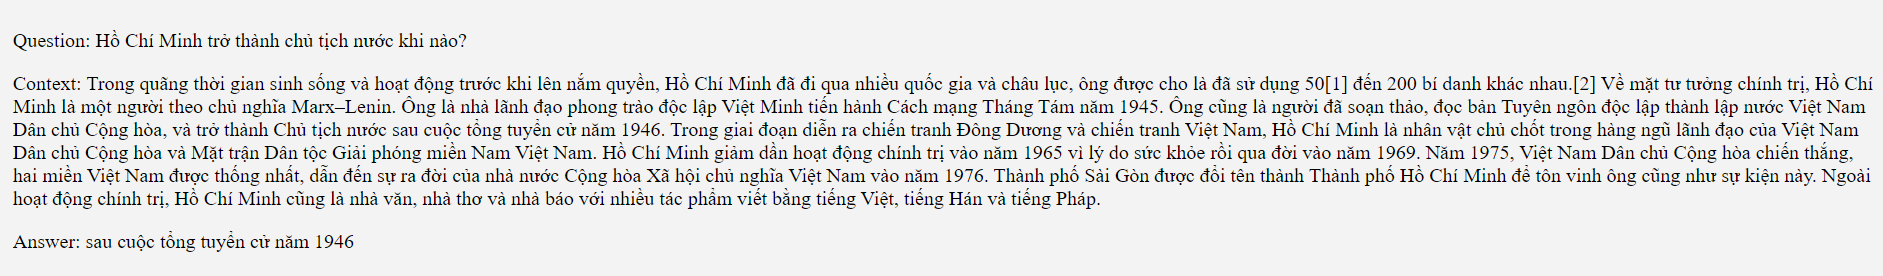 Question: Hồ Chí Minh trở thành chủ tịch nước khi nào?
Context: Trong quãng thời gian sinh sống và hoạt động trước khi lên nắm quyền, Hồ Chí Minh đã đi qua nhiều quốc gia và châu lục, ông được cho là đã sử dụng 50[1] đến 200 bí danh khác nhau.[2] Về mặt tư tưởng chính trị, Hồ Chí
Minh là một người theo chủ nghĩa Marx–Lenin. Ông là nhà lãnh đạo phong trào độc lập Việt Minh tiến hành Cách mạng Tháng Tám năm 1945. Ông cũng là người đã soạn thảo, đọc bản Tuyên ngôn độc lập thành lập nước Việt Nam
Dân chủ Cộng hòa, và trở thành Chủ tịch nước sau cuộc tổng tuyển cử năm 1946. Trong giai đoạn diễn ra chiến tranh Đông Dương và chiến tranh Việt Nam, Hồ Chí Minh là nhân vật chủ chốt trong hàng ngũ lãnh đạo của Việt Nam
Dân chủ Cộng hòa và Mặt trận Dân tộc Giải phóng miền Nam Việt Nam. Hồ Chí Minh giảm dần hoạt động chính trị vào năm 1965 vì lý do sức khỏe rồi qua đời vào năm 1969. Năm 1975, Việt Nam Dân chủ Cộng hòa chiến thắng,
hai miền Việt Nam được thống nhất, dẫn đến sự ra đời của nhà nước Cộng hòa Xã hội chủ nghĩa Việt Nam vào năm 1976. Thành phố Sài Gòn được đổi tên thành Thành phố Hồ Chí Minh để tôn vinh ông cũng như sự kiện này. Ngoài
hoạt động chính trị, Hồ Chí Minh cũng là nhà văn, nhà thơ và nhà báo với nhiều tác phẩm viết bằng tiếng Việt, tiếng Hán và tiếng Pháp.
Answer: sau cuộc tổng tuyển cử năm 1946